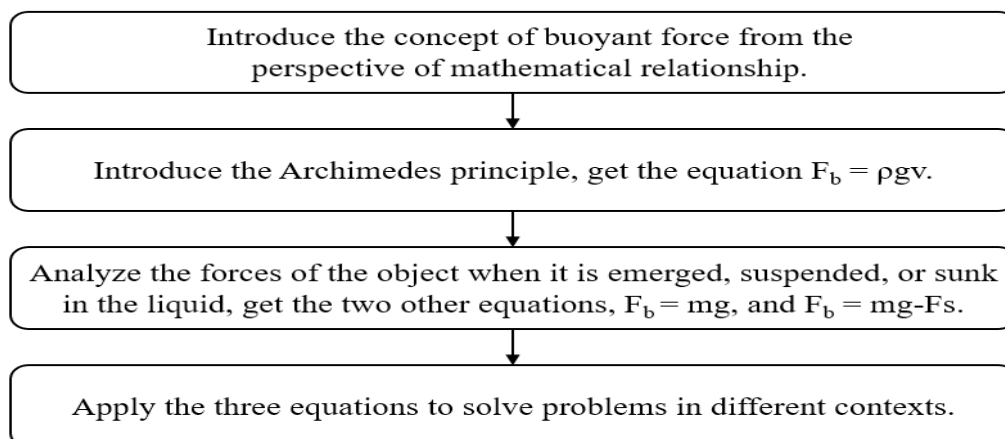 Introduce the concept of buoyant force from the
perspective of mathematical relationship.
Introduce the Archimedes principle, get the equation F_b = ρgv.
Analyze the forces of the object when it is emerged, suspended, or sunk
in the liquid, get the two other equations, F_b = mg, and F_b = mg-Fs.
Apply the three equations to solve problems in different contexts.